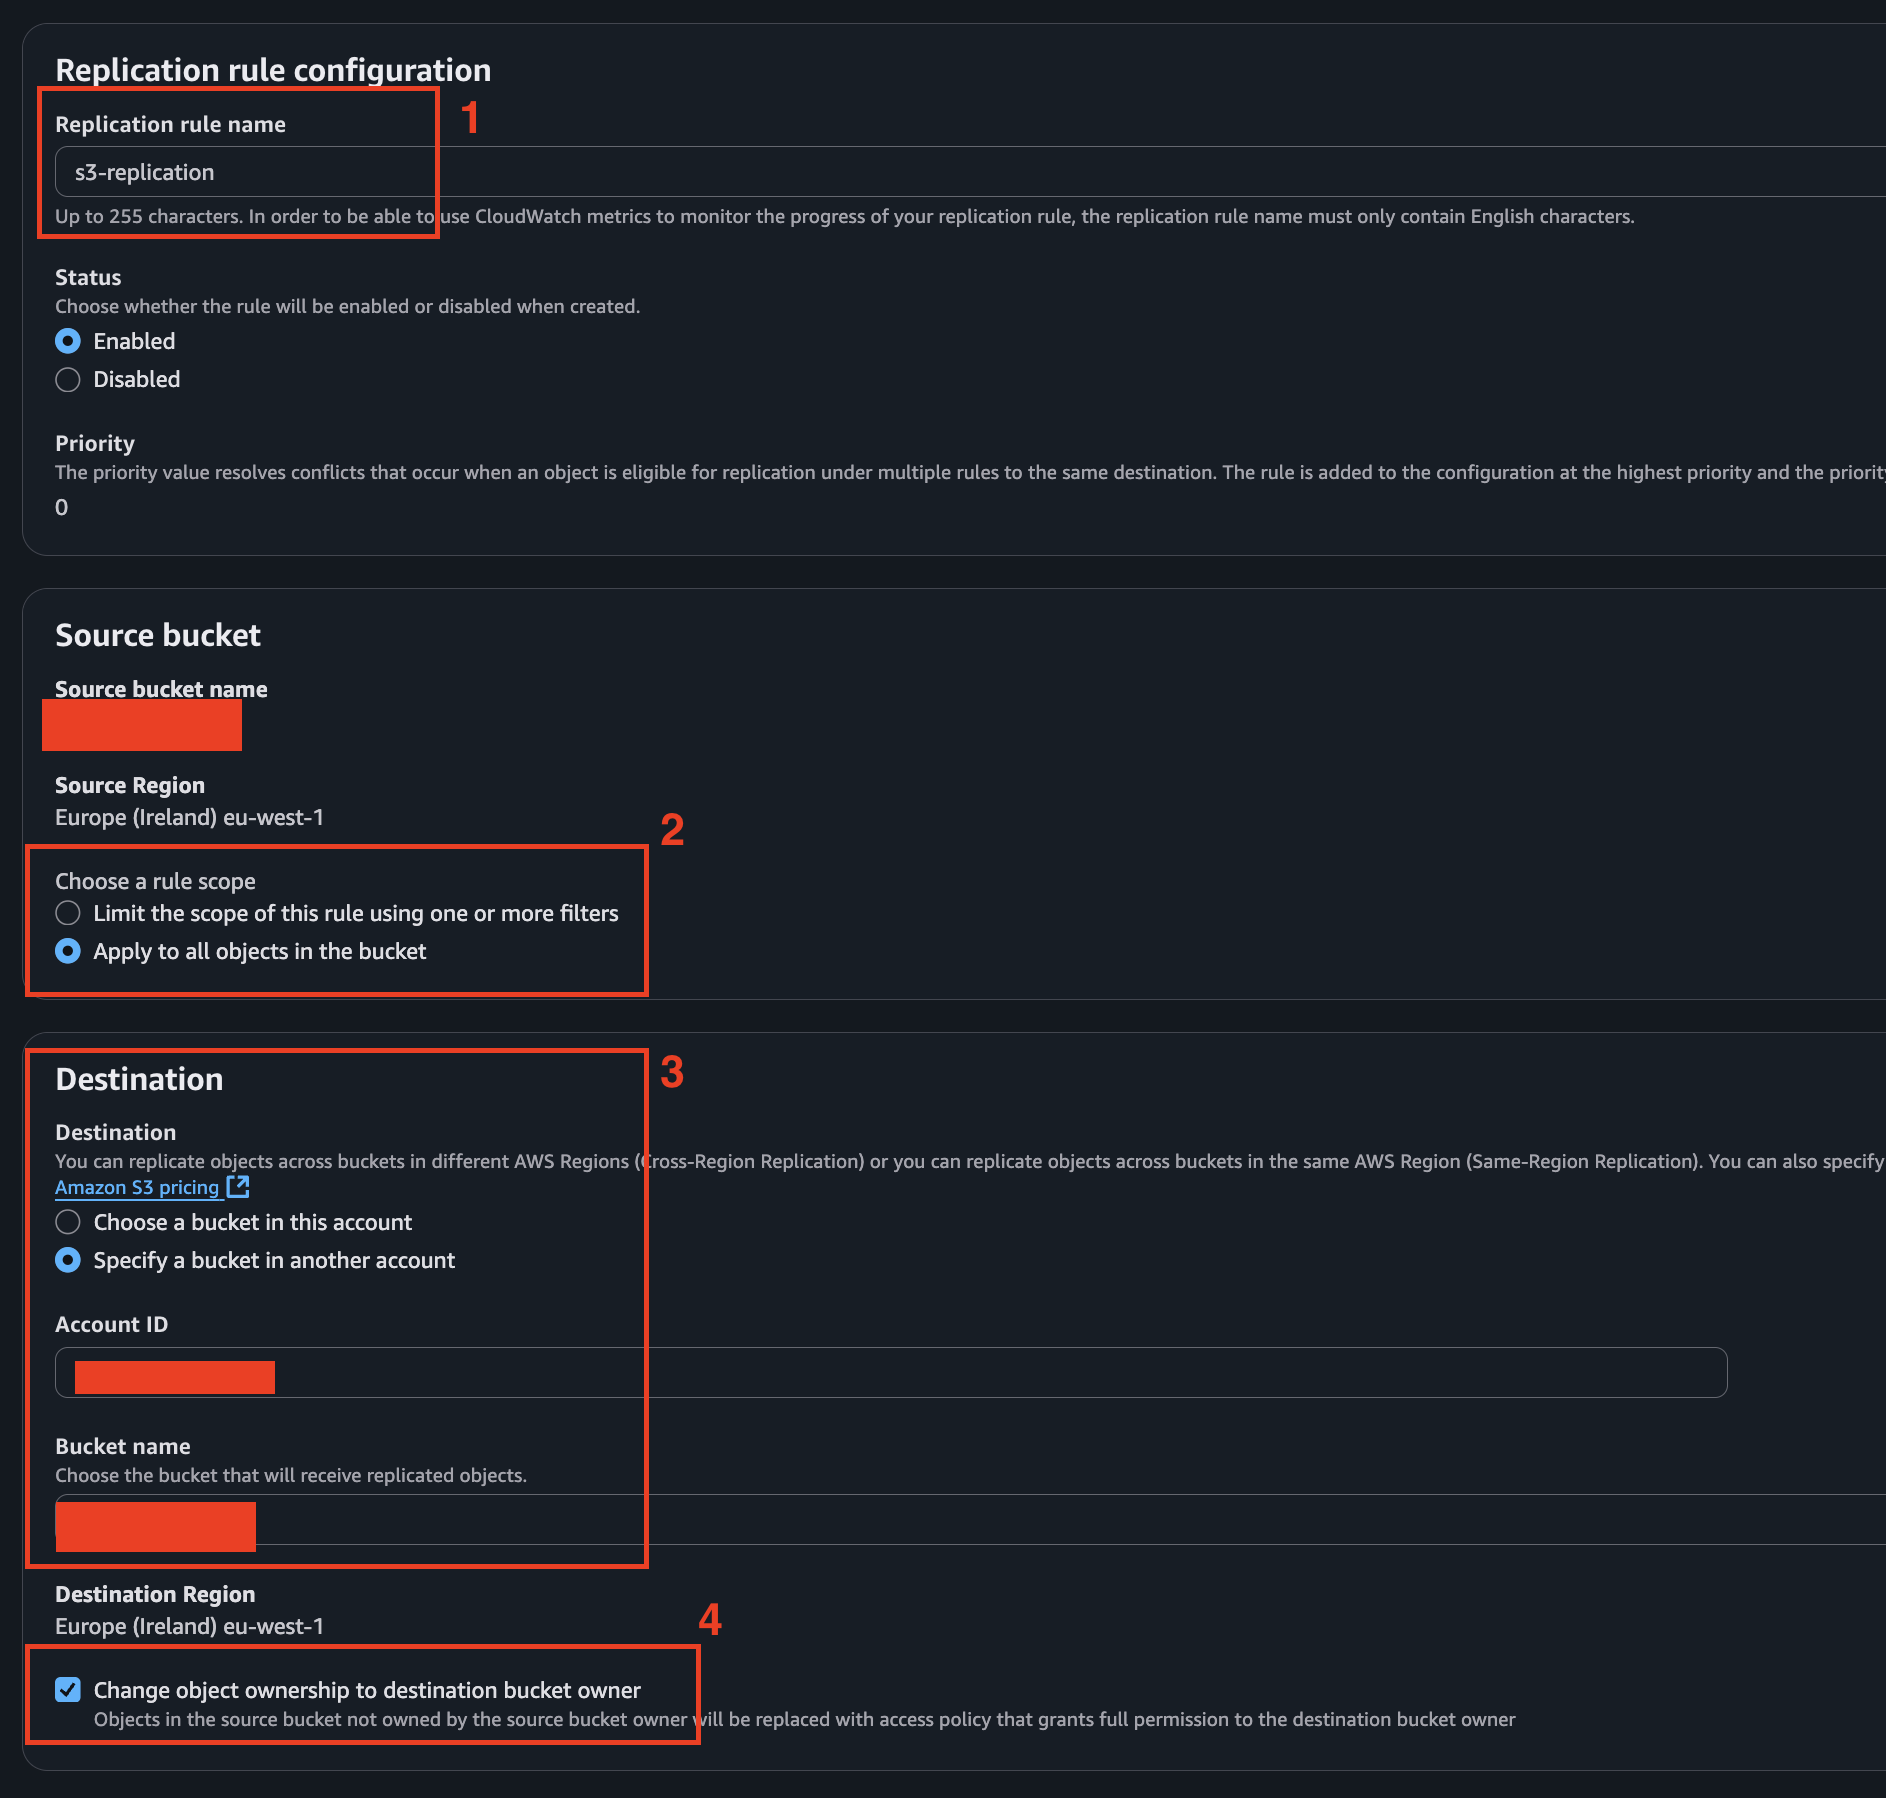 Replication rule configuration
Replication rule name
1
s3-replication
Up to 255 characters. In order to be able to use CloudWatch metrics to monitor the progress of your replication rule, the replication rule name must only contain English characters.
Status
Choose whether the rule will be enabled or disabled when created.
Enabled
Disabled
Priority
The priority value resolves conflicts that occur when an object is eligible for replication under multiple rules to the same destination. The rule is added to the configuration at the highest priority and the priority
0
Source bucket
Source bucket name
Source Region
Europe (Ireland) eu-west-1
2
Choose a rule scope
Limit the scope of this rule using one or more filters
Apply to all objects in the bucket
3
Destination
Destination
You can replicate objects across buckets in different AWS Regions (Cross-Region Replication) or you can replicate objects across buckets in the same AWS Region (Same-Region Replication). You can also specify
Amazon S3 pricing
Choose a bucket in this account
Specify a bucket in another account
Account ID
Bucket name
Choose the bucket that will receive replicated objects.
Destination Region
Europe (Ireland) eu-west-1
4
Change object ownership to destination bucket owner
Objects in the source bucket not owned by the source bucket owner will be replaced with access policy that grants full permission to the destination bucket owner